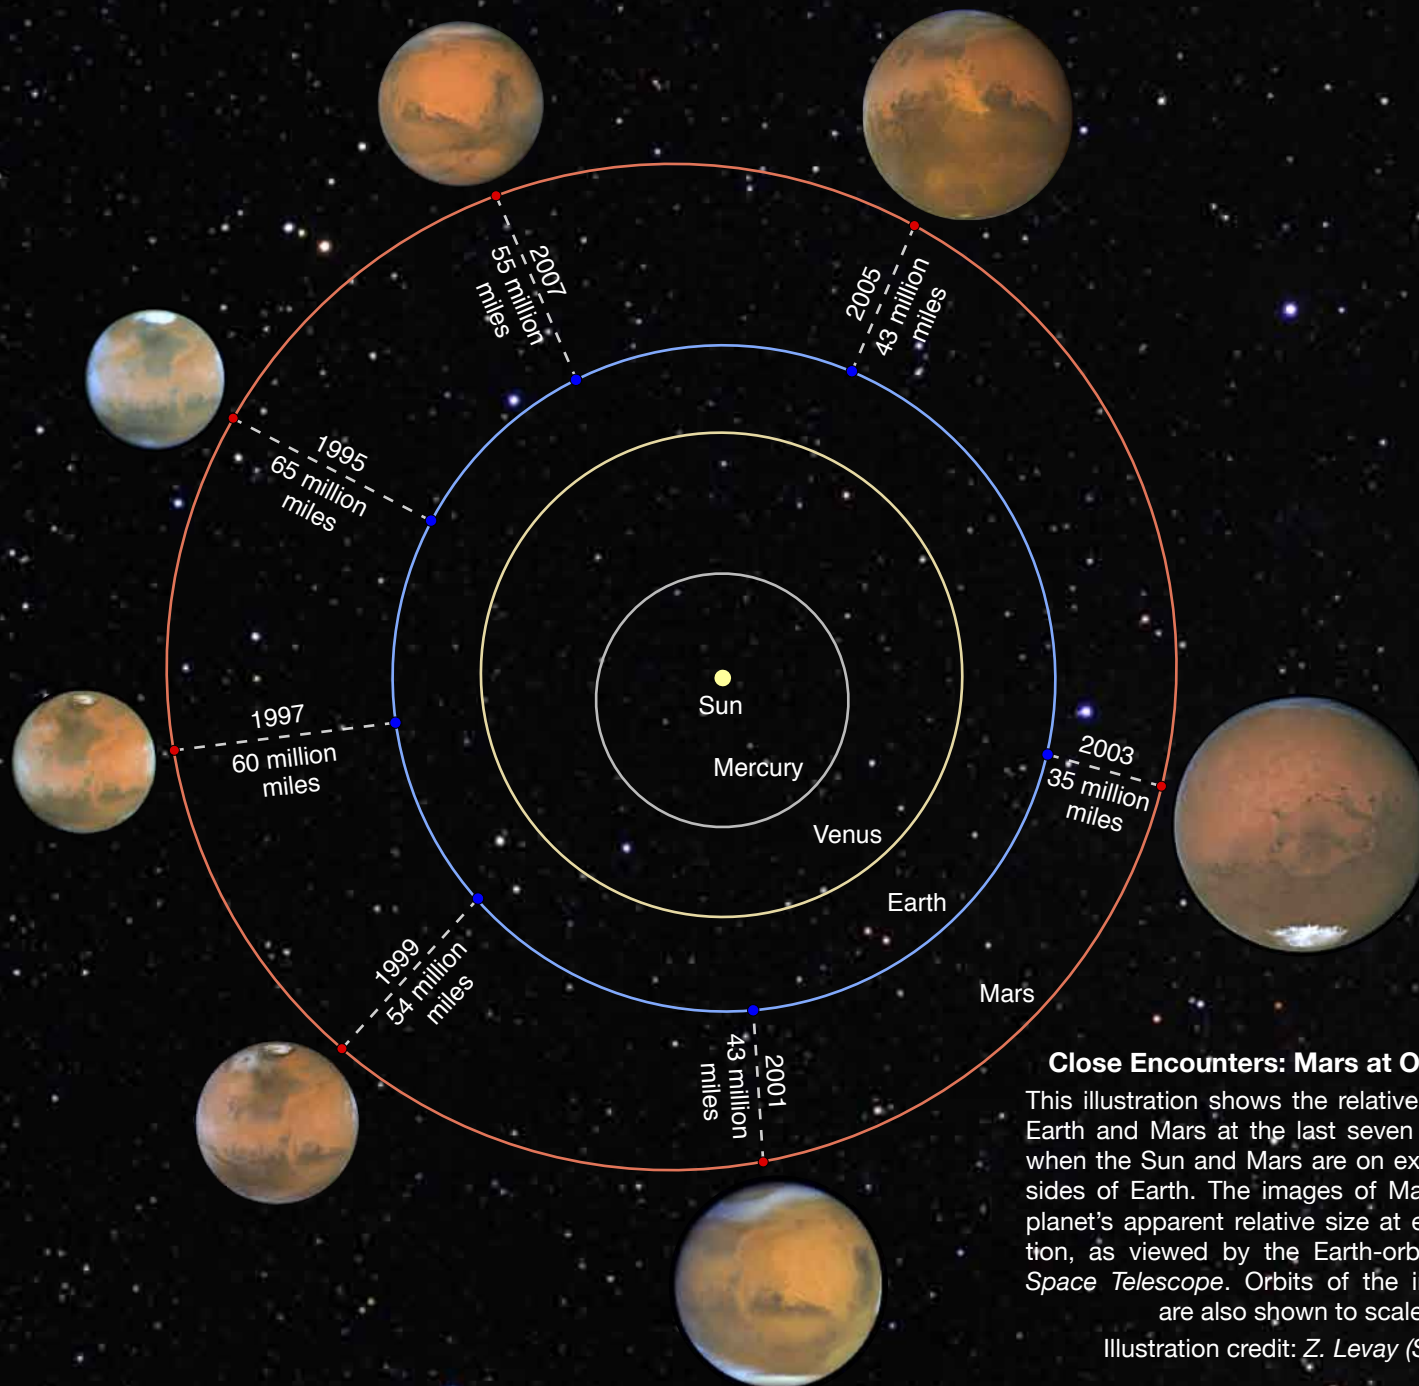 2007
55 million
miles
2005
43 million
miles
1995
65 million
miles
Sun
1997
60 million
miles
Mercury
2003
35 million
miles
Venus
Earth
1999
54 million
miles
Mars
2001
43 million
miles
Close Encounters: Mars at O
This illustration shows the relative
Earth and Mars at the last seven
when the Sun and Mars are on ex
sides of Earth. The images of Ma
planet's apparent relative size at e
tion, as viewed by the Earth-orb
Space Telescope. Orbits of the i
are also shown to scale
Illustration credit: Z. Levay (S